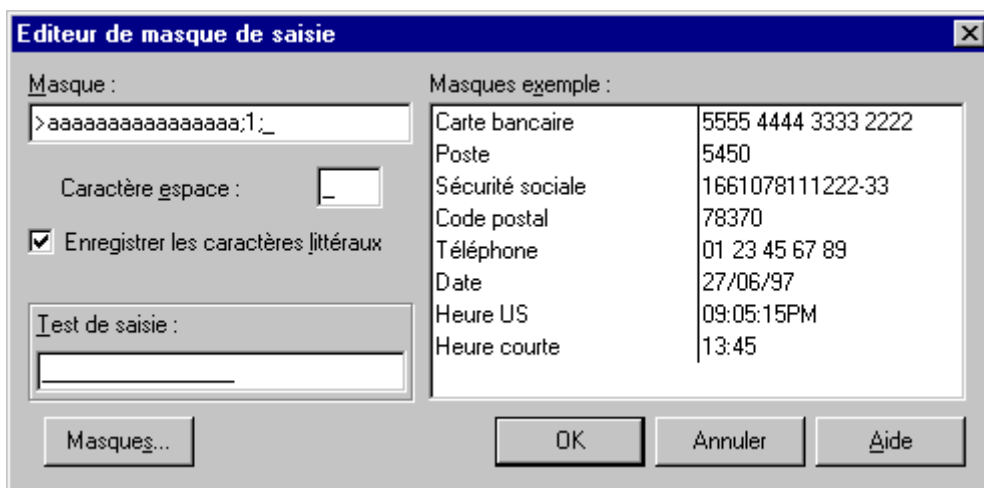 Editeur de masque de saisie
Masque :
>aaaaaaaaaaaaaaaa;1;_
Caractère espace :
_
Enregistrer les caractères littéraux
Test de saisie :
________________
Masques...
Masques exemple :
Carte bancaire 5555 4444 3333 2222
Poste 5450
Sécurité sociale 1661078111222-33
Code postal 78370
Téléphone 01 23 45 67 89
Date 27/06/97
Heure US 09:05:15PM
Heure courte 13:45
OK
Annuler
Aide